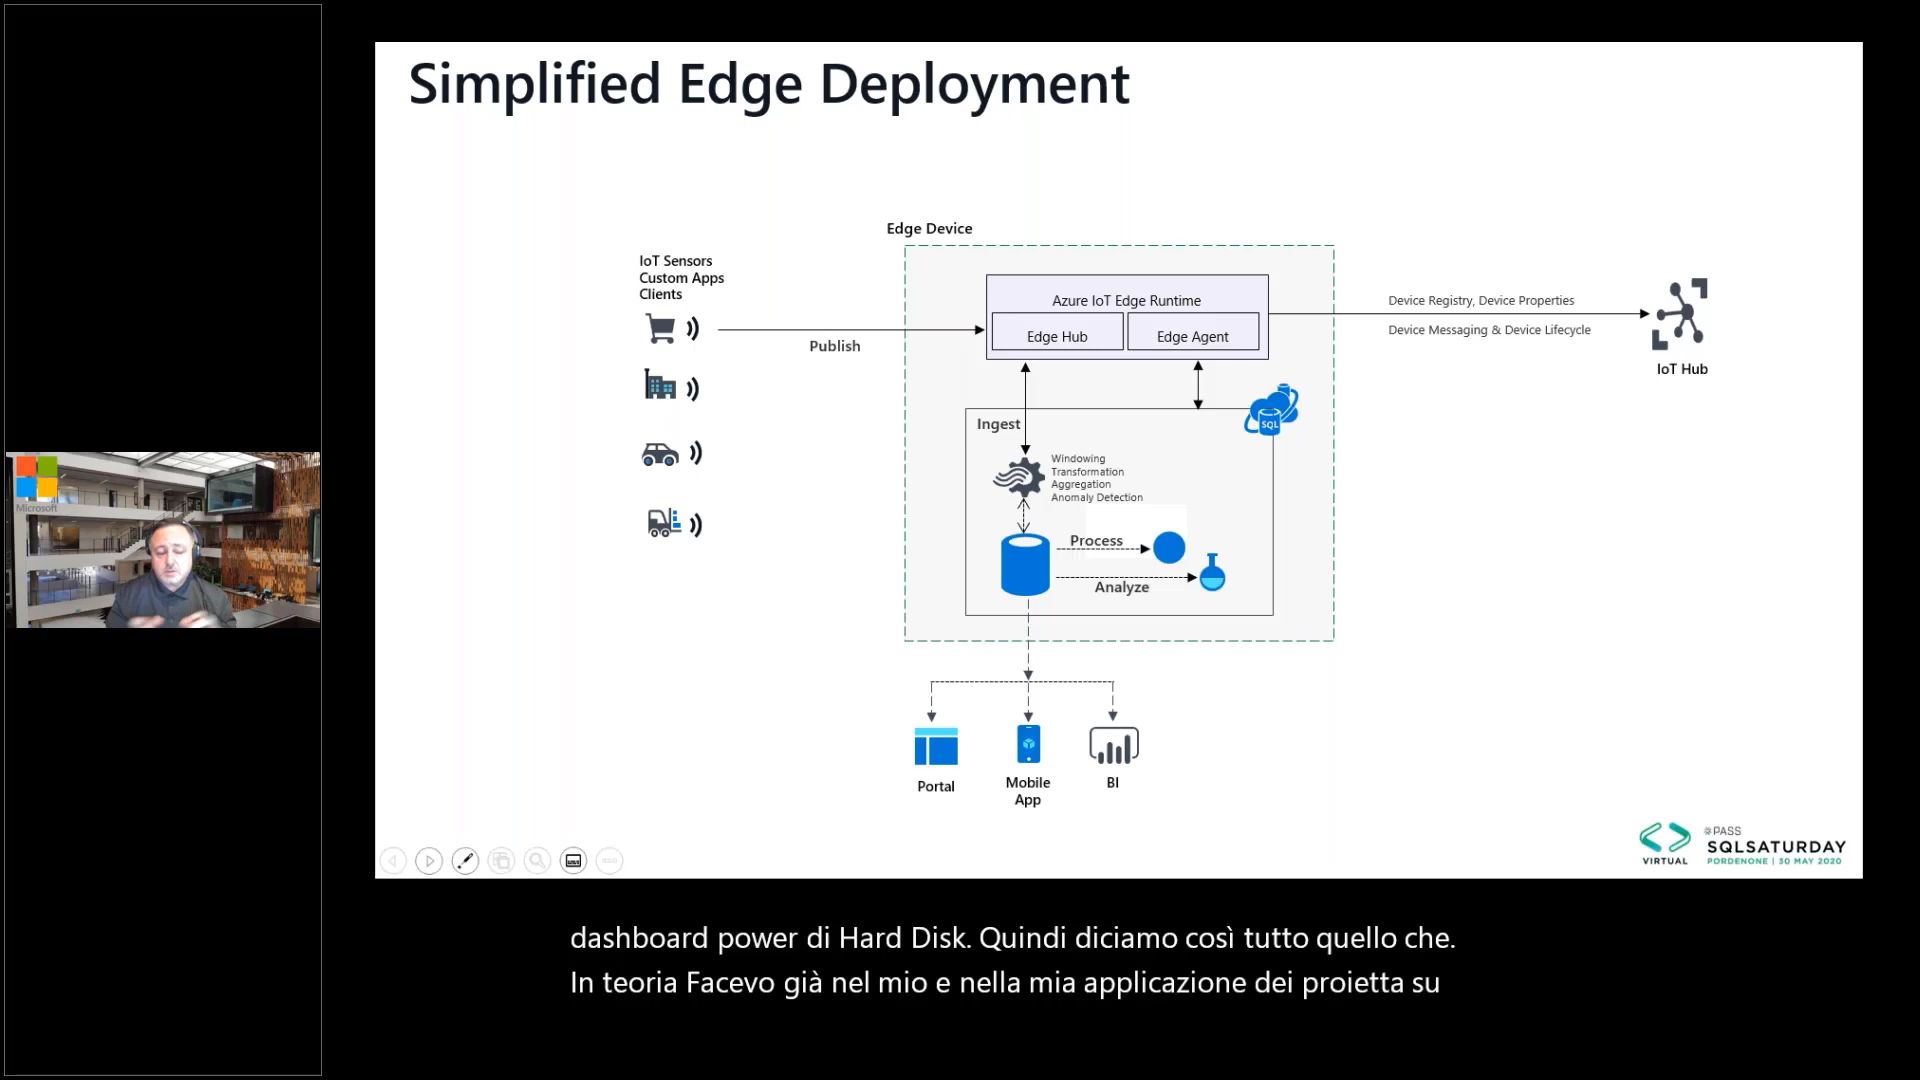 Simplified Edge Deployment
Edge Device
IoT Sensors
Custom Apps
Clients
Publish
Azure IoT Edge Runtime
Edge Hub
Edge Agent
Device Registry, Device Properties
Device Messaging & Device Lifecycle
IoT Hub
Ingest
SQL
Windowing
Transformation
Aggregation
Anomaly Detection
Process
Analyze
Portal
Mobile
App
BI
Microsoft
VIRTUAL
PASS
SQLSATURDAY
PORDENONE | 30 MAY 2020
dashboard power di Hard Disk. Quindi diciamo così tutto quello che.
In teoria Facevo già nel mio e nella mia applicazione dei proietta su